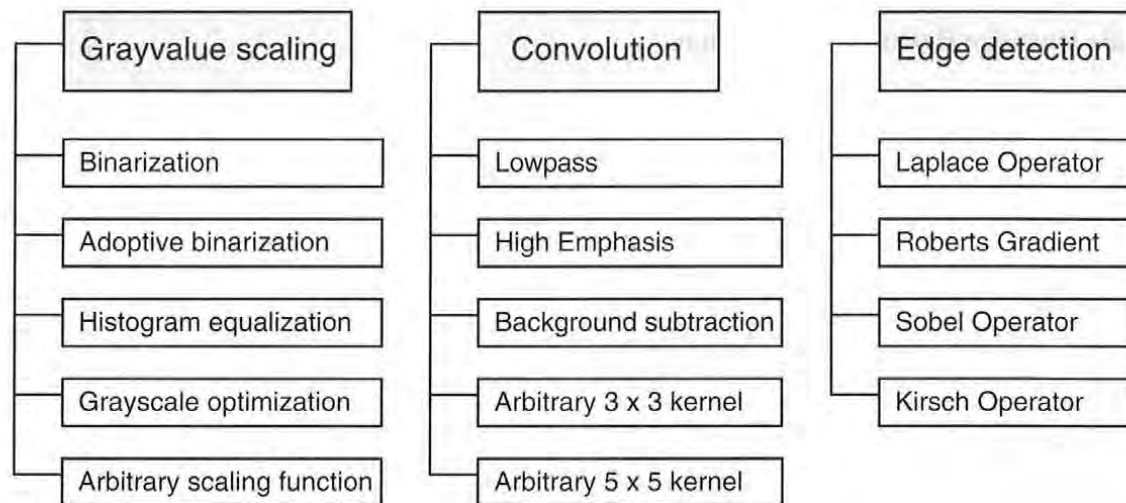 Grayvalue scaling
Binarization
Adoptive binarization
Histogram equalization
Grayscale optimization
Arbitrary scaling function
Convolution
Lowpass
High Emphasis
Background subtraction
Arbitrary 3 x 3 kernel
Arbitrary 5 x 5 kernel
Edge detection
Laplace Operator
Roberts Gradient
Sobel Operator
Kirsch Operator